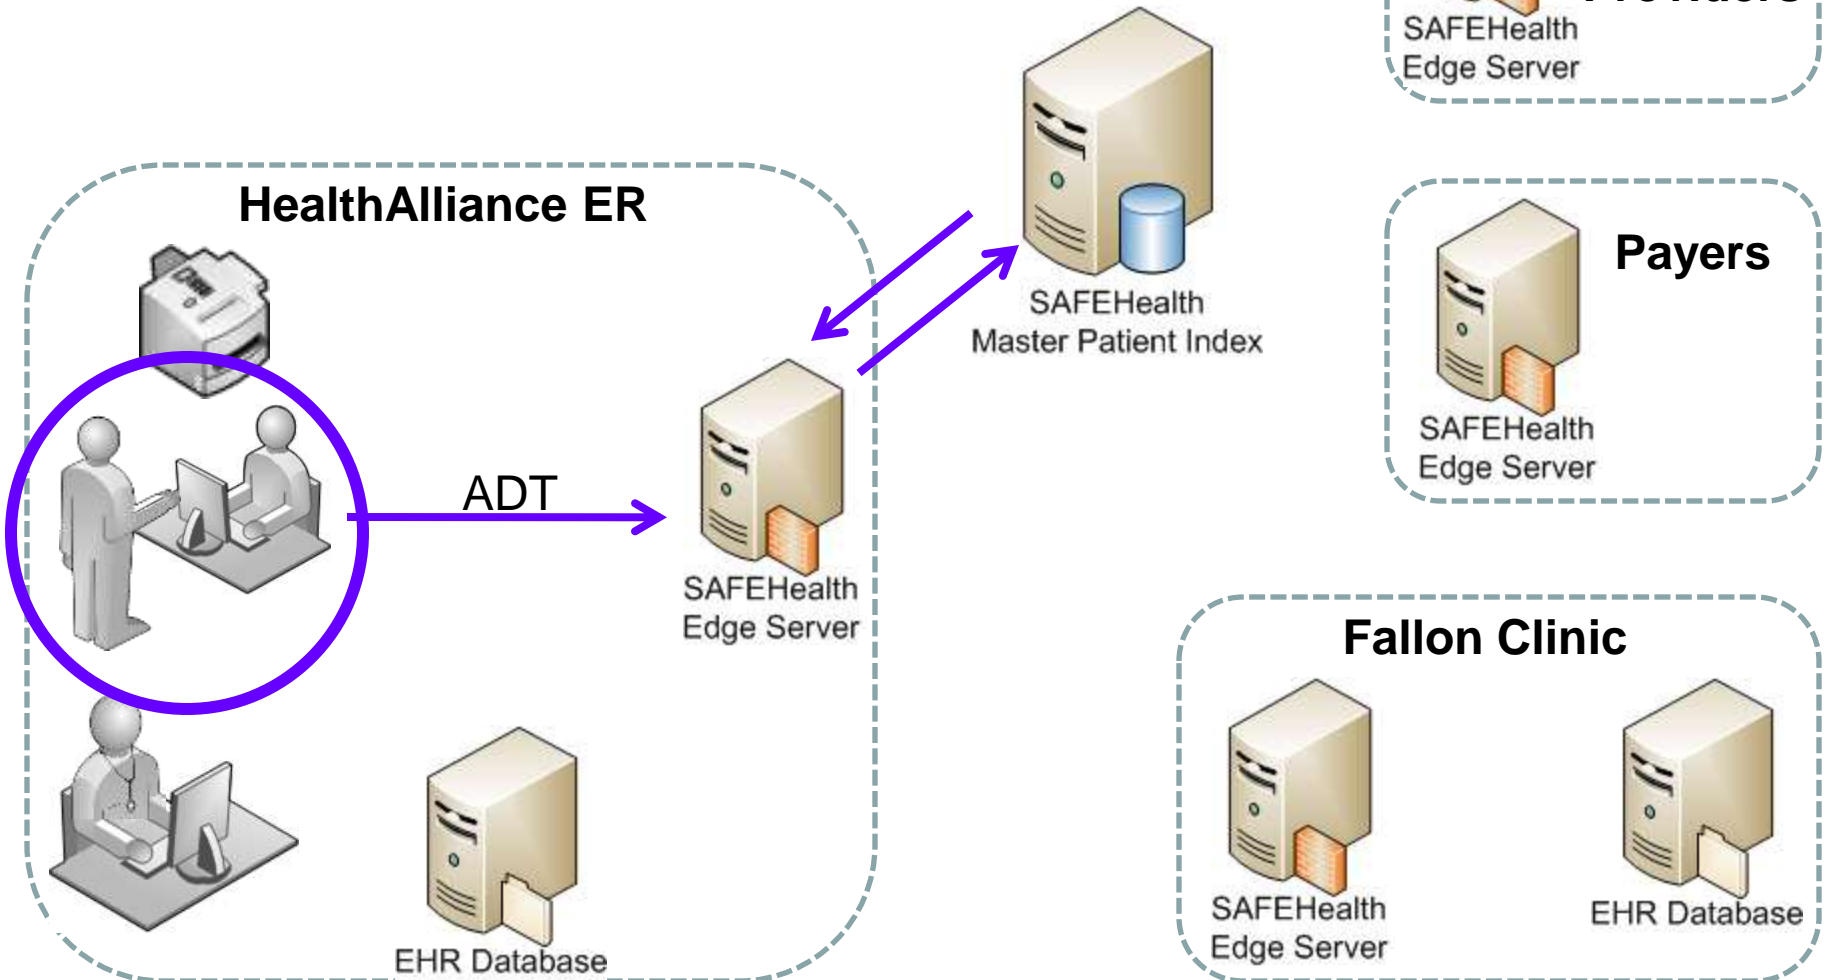 SAFEHealth
Edge Server
HealthAlliance ER
SAFEHealth
Master Patient Index
Payers
SAFEHealth
Edge Server
ADT
SAFEHealth
Edge Server
Fallon Clinic
SAFEHealth
Edge Server
EHR Database
EHR Database